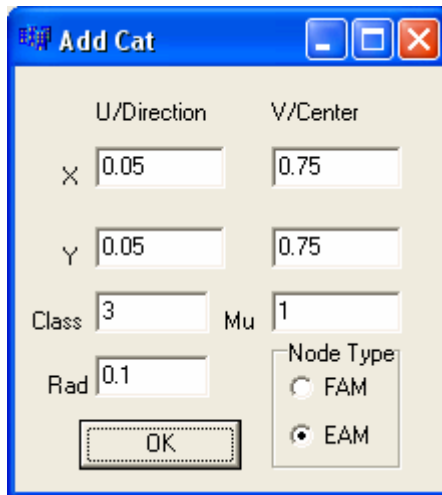 Add Cat
U/Direction V/Center
X 0.05 0.75
Y 0.05 0.75
Class 3 Mu 1
Rad 0.1
Node Type
FAM
EAM
OK